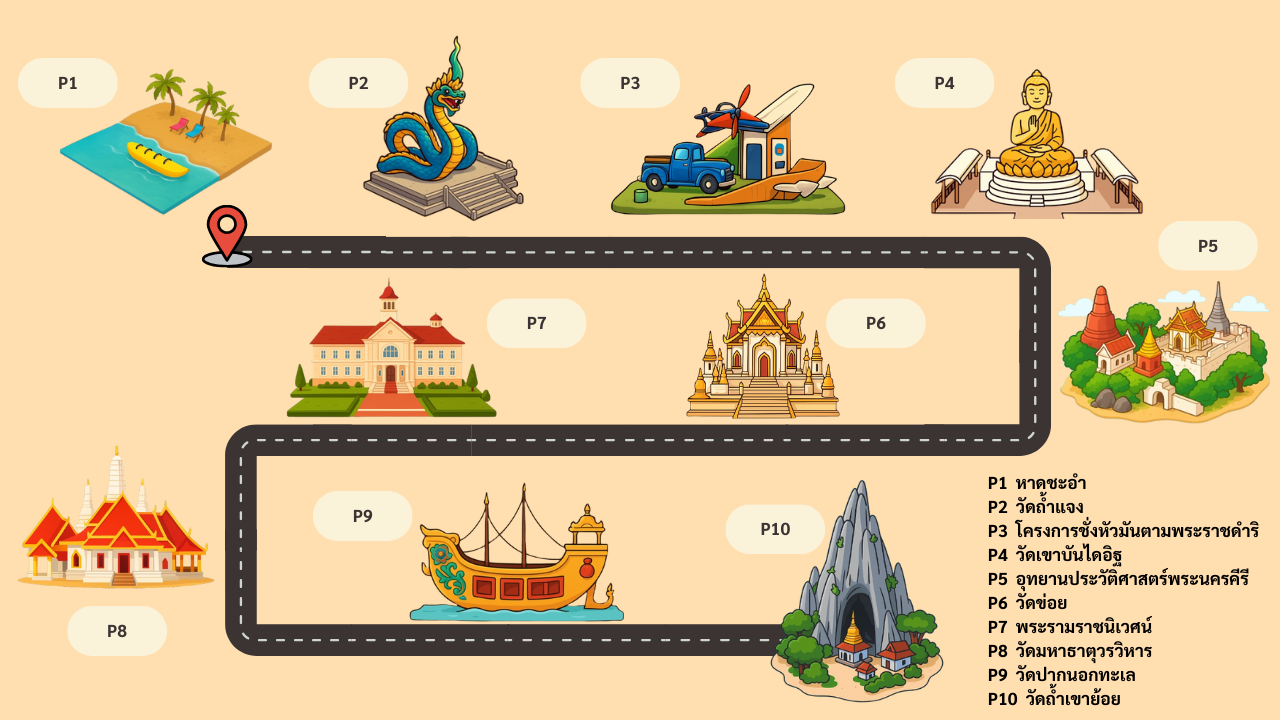 P1
P2
P3
P4
P5
P7
P6
P8
P9
P10
P1 หาดชะอำ
P2 วัดถ้ำแจง
P3 โครงการชั่งหัวมันตามพระราชดำริ
P4 วัดเขาบันไดอิฐ
P5 อุทยานประวัติศาสตร์พระนครคีรี
P6 วัดข่อย
P7 พระรามราชนิเวศน์
P8 วัดมหาธาตุวรวิหาร
P9 วัดปากนอกทะเล
P10 วัดถ้ำเขาย้อย